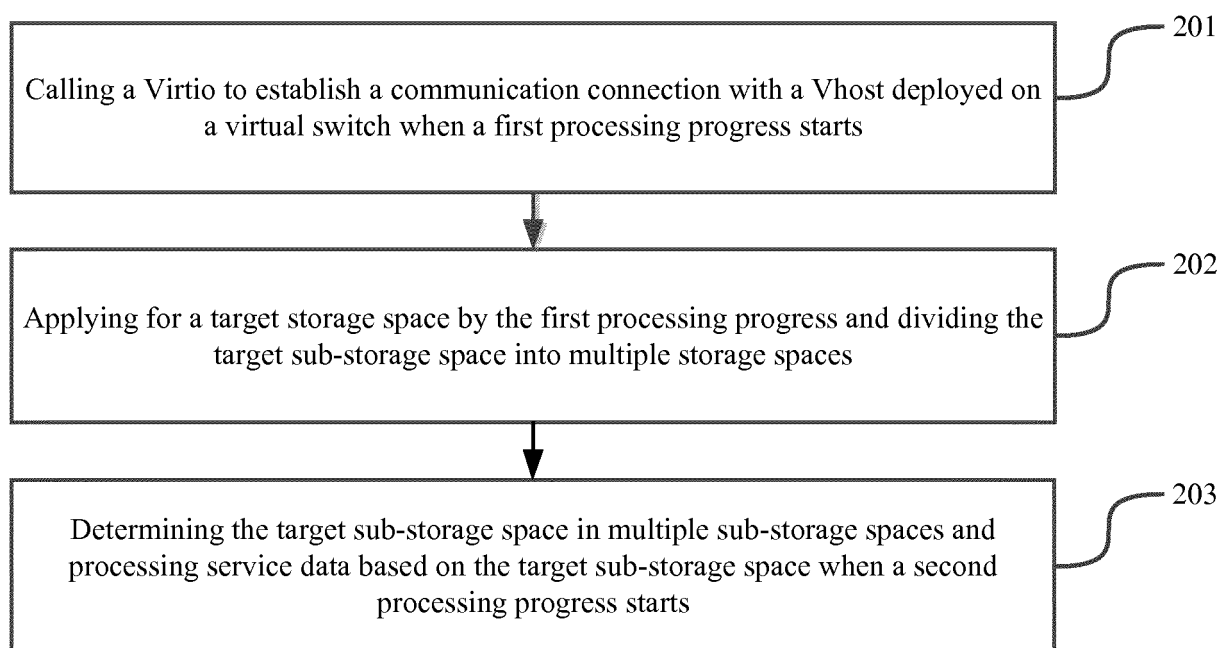 201
Calling a Virtio to establish a communication connection with a Vhost deployed on
a virtual switch when a first processing progress starts
202
Applying for a target storage space by the first processing progress and dividing the
target sub-storage space into multiple storage spaces
203
Determining the target sub-storage space in multiple sub-storage spaces and
processing service data based on the target sub-storage space when a second
processing progress starts